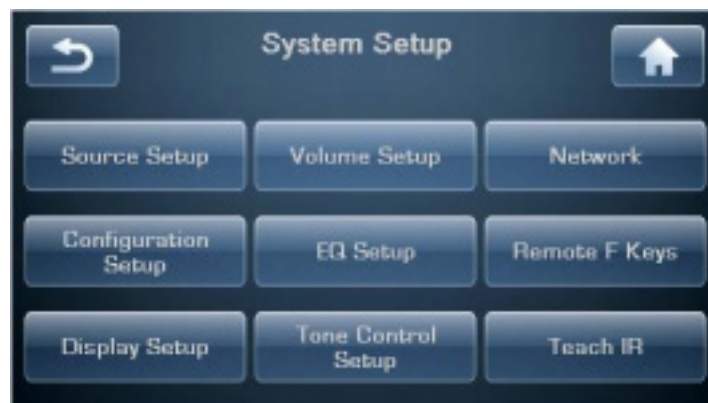 System Setup
Source Setup
Volume Setup
Network
Configuration
Setup
EQ Setup
Remote F Keys
Display Setup
Tone Control
Setup
Teach IR